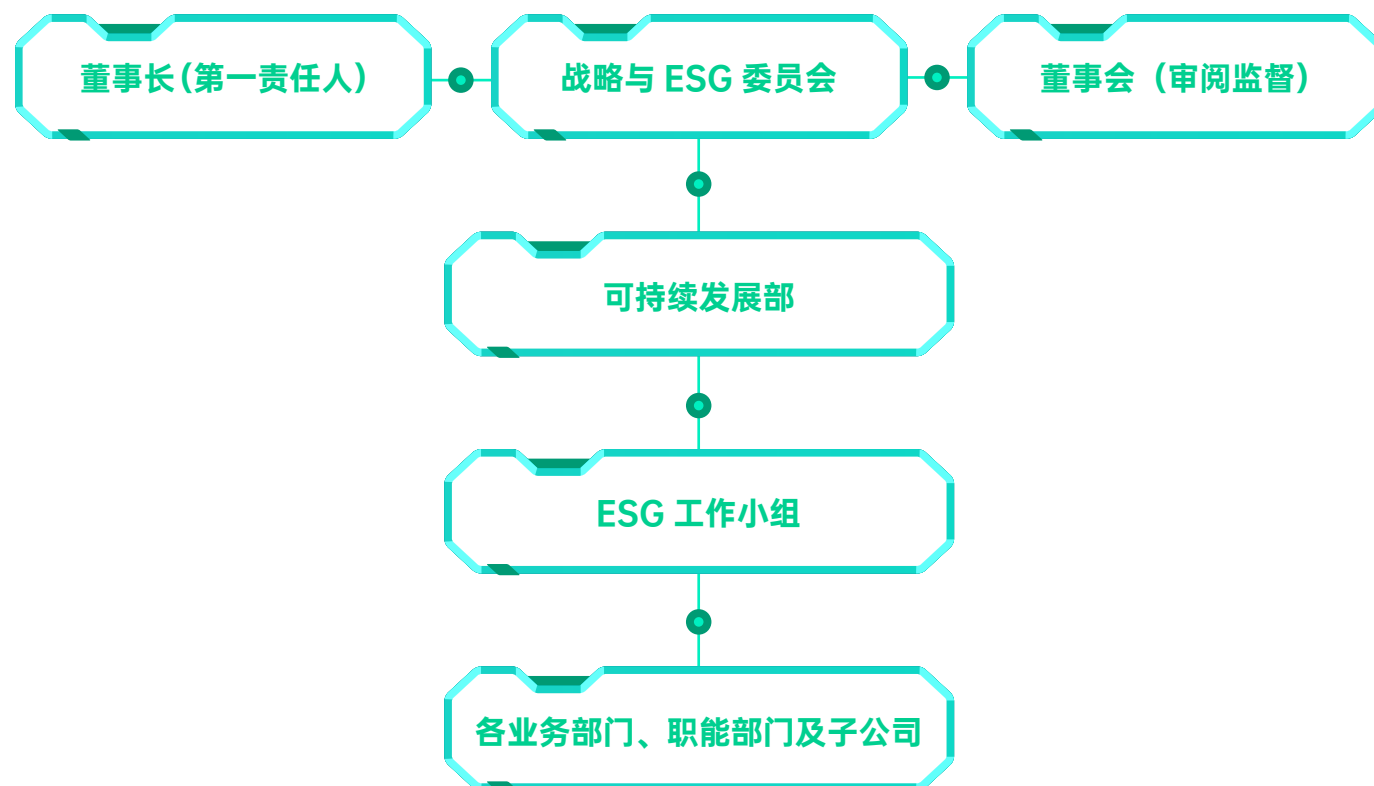 董事长（第一责任人）
战略与 ESG 委员会
董事会（审阅监督）
可持续发展部
ESG 工作小组
各业务部门、职能部门及子公司